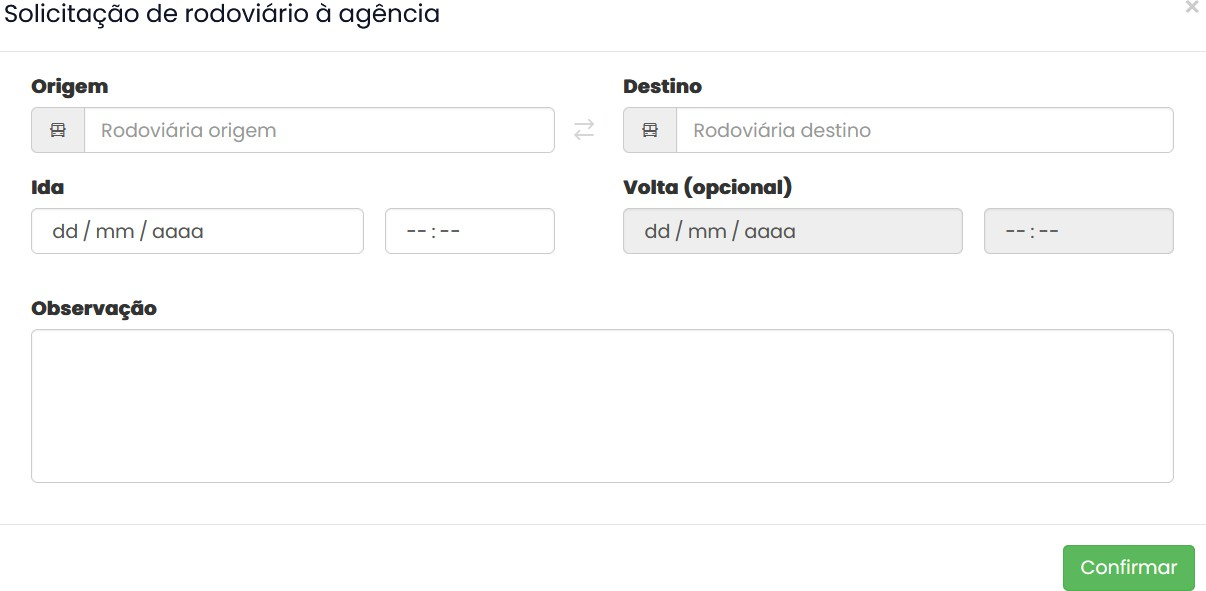 Solicitação de rodoviário à agência
×
Origem
Destino
Rodoviária origem
Rodoviária destino
Ida
Volta (opcional)
dd / mm / aaaa
-- : --
dd / mm / aaaa
-- : --
Observação
Confirmar